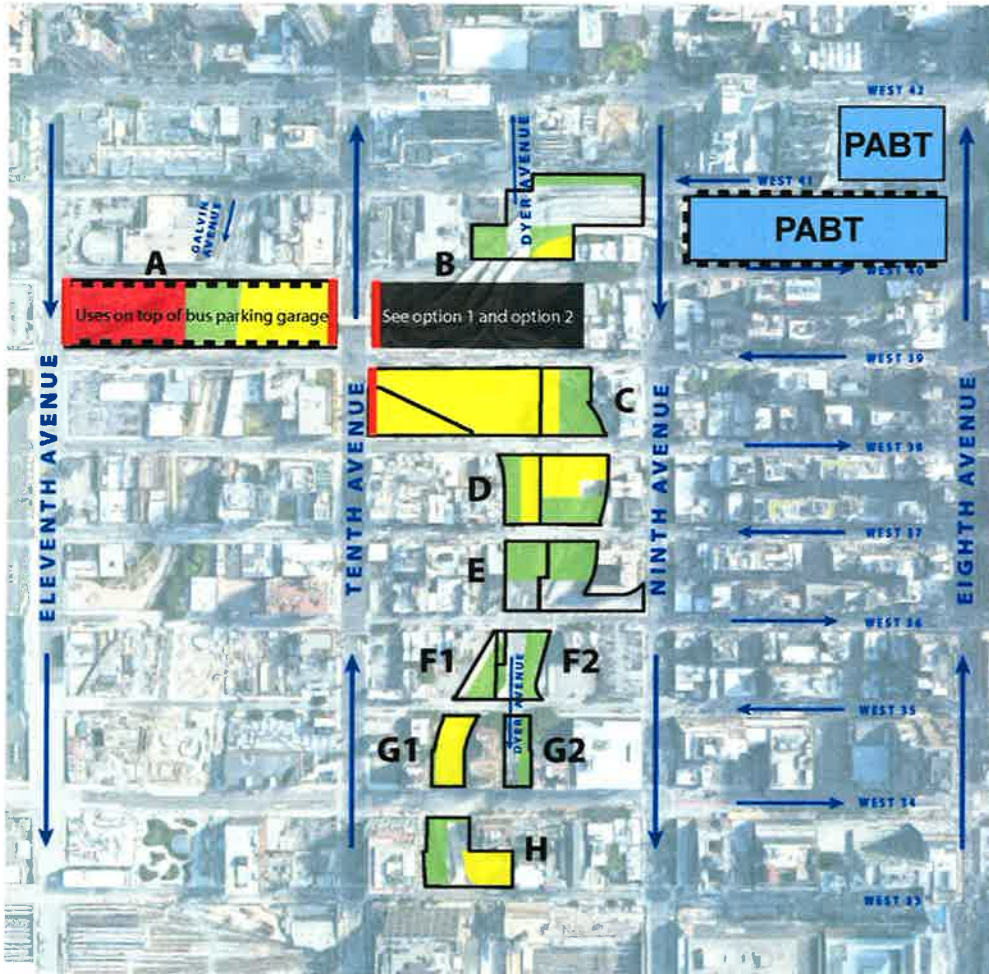 WEST 42
PABT
DYER AVENUE
WEST 41
PABT
GALVIN
AVENUE
A
B
WEST 40
Uses on top of bus parking garage
See option 1 and option 2
WEST 39
ELEVENTH AVENUE
TENTH AVENUE
NINTH AVENUE
EIGHTH AVENUE
C
WEST 38
D
WEST 37
E
WEST 36
F1
F2
DYER AVENUE
WEST 35
G1
G2
WEST 34
H
WEST 33